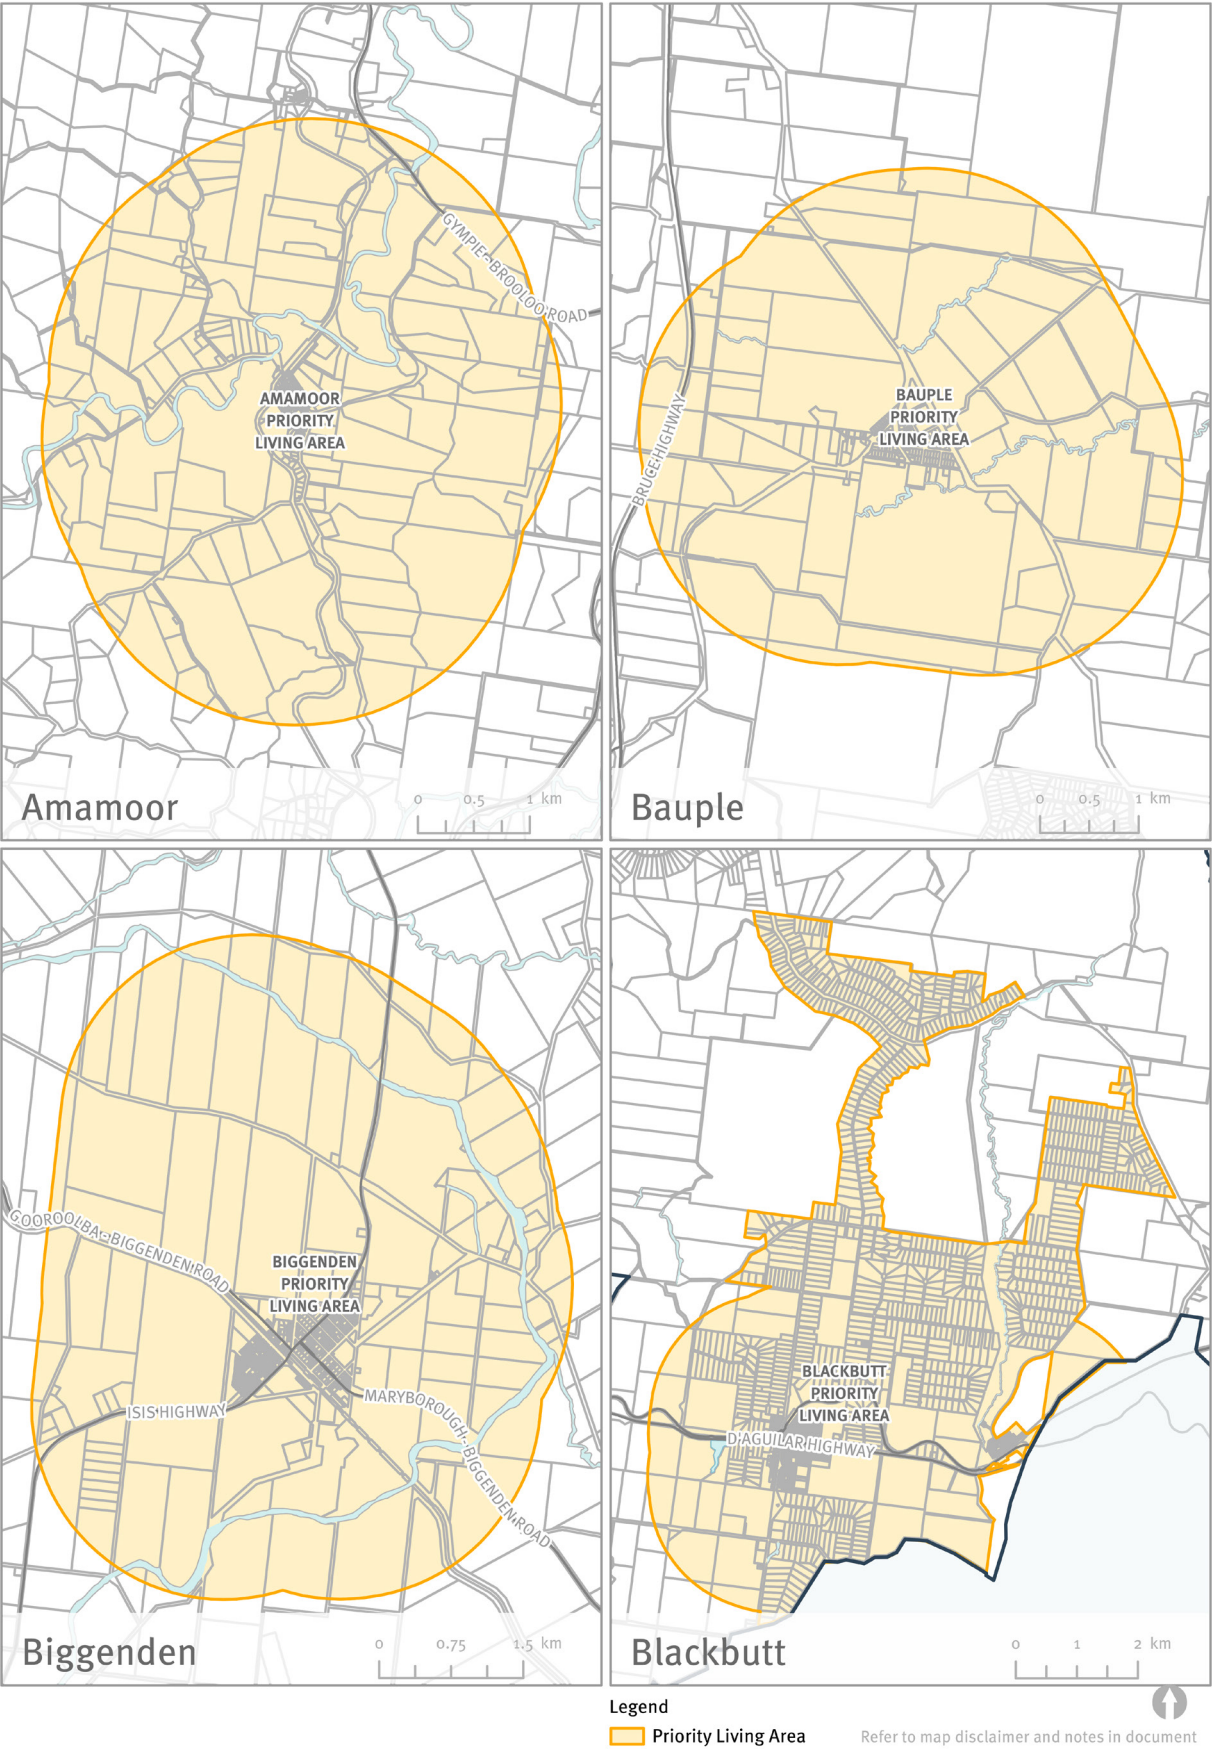 GYMPIE - BROOLOO ROAD
AMAMOOR
PRIORITY
LIVING AREA
Amamoor
0 0.5 1 km
BRUCE HIGHWAY
BAUPLE
PRIORITY
LIVING AREA
Bauple
0 0.5 1 km
GOOROOLBA - BIGGENDEN ROAD
BIGGENDEN
PRIORITY
LIVING AREA
ISIS HIGHWAY
MARYBOROUGH - BIGGENDEN ROAD
Biggenden
0 0.75 1.5 km
BLACKBUTT
PRIORITY
LIVING AREA
D'AGUILAR HIGHWAY
Blackbutt
0 1 2 km
Legend
Priority Living Area
Refer to map disclaimer and notes in document